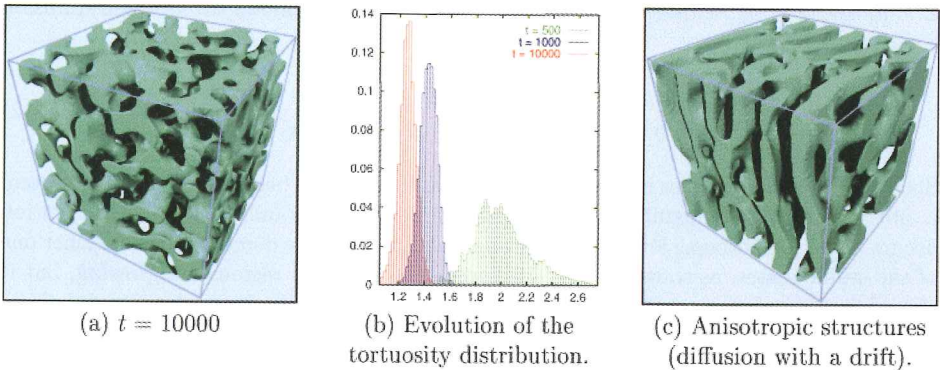 0.14
0.12
0.1
0.08
0.06
0.04
0.02
0
1.2 1.4 1.6 1.8 2 2.2 2.4 2.6
t = 500
t = 1000
t = 10000
(a) t = 10000
(b) Evolution of the
tortuosity distribution.
(c) Anisotropic structures
(diffusion with a drift).